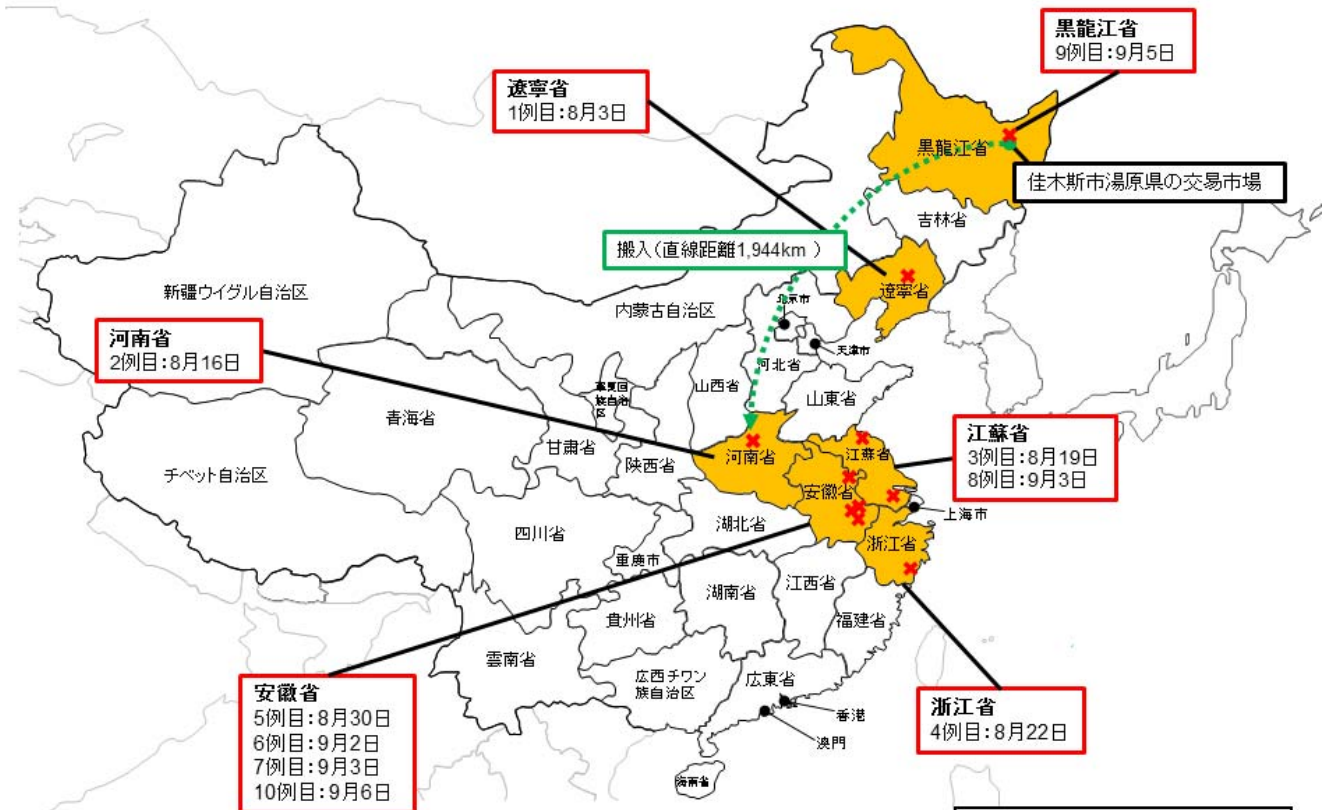 黒龍江省
9例目:9月5日
遼寧省
1例目:8月3日
黒龍江省
佳木斯市湯原県の交易市場
吉林省
搬入(直線距離1,944km )
遼寧省
新疆ウイグル自治区
内蒙古自治区
北京市
天津市
河北省
河南省
2例目:8月16日
山西省
山東省
寧夏回
族自治
区
青海省
甘粛省
陝西省
河南省
江蘇省
江蘇省
3例目:8月19日
8例目:9月3日
チベット自治区
安徽省
上海市
四川省
湖北省
重慶市
浙江省
湖南省
江西省
貴州省
福建省
雲南省
広西チワン
族自治区
広東省
香港
澳門
海南省
安徽省
5例目:8月30日
6例目:9月2日
7例目:9月3日
10例目:9月6日
浙江省
4例目:8月22日